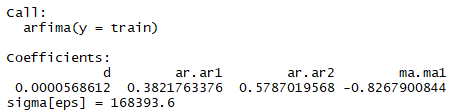 Call:
arfima(y = train)
Coefficients:
d ar.ar1 ar.ar2 ma.ma1
0.0000568612 0.3821763376 0.5787019568 -0.8267900844
sigma[eps] = 168393.6